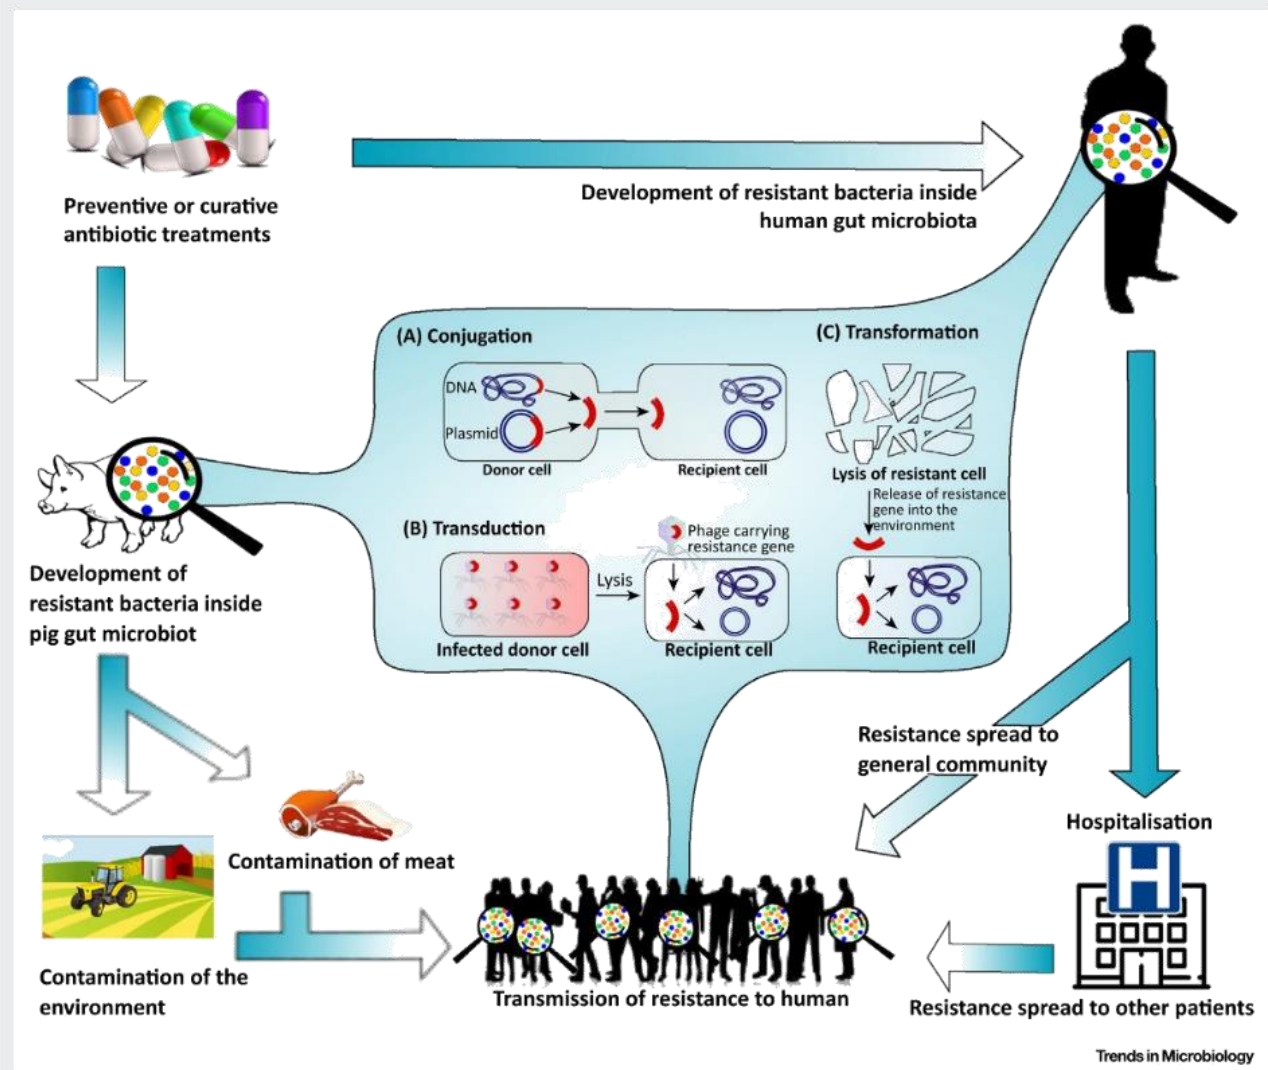 Preventive or curative
antibiotic treatments
Development of resistant bacteria inside
human gut microbiota
(A) Conjugation
DNA
Plasmid
Donor cell
Recipient cell
(C) Transformation
Lysis of resistant cell
Release of resistance
gene into the
environment
Recipient cell
(B) Transduction
Phage carrying
resistance gene
Lysis
Infected donor cell
Recipient cell
Development of
resistant bacteria inside
pig gut microbiot
Resistance spread to
general community
Hospitalisation
H
Contamination of meat
Contamination of the
environment
Transmission of resistance to human
Resistance spread to other patients
Trends in Microbiology